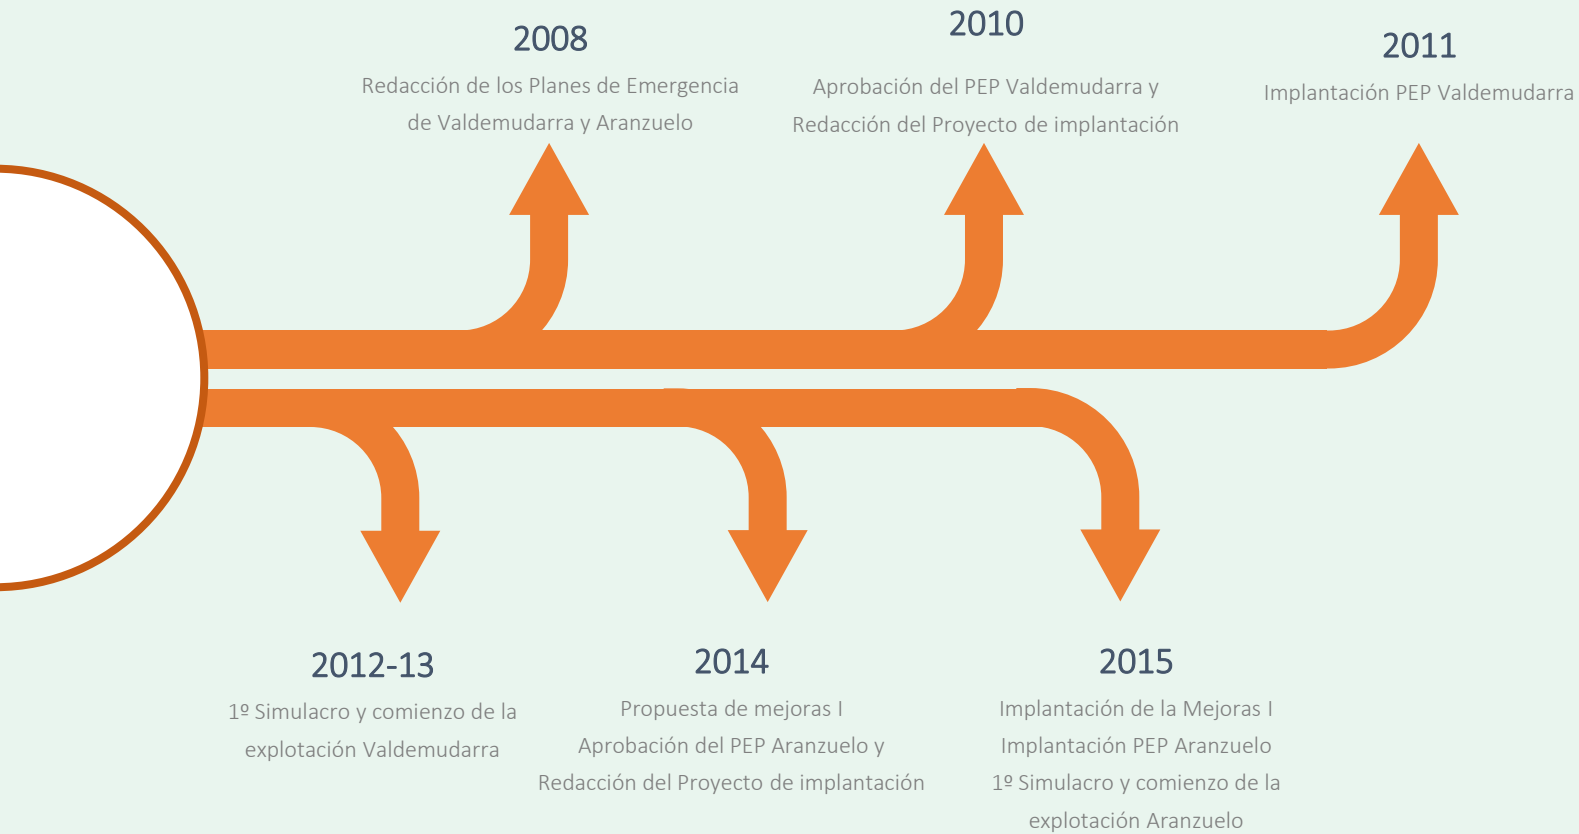 2008
Redacción de los Planes de Emergencia
de Valdemudarra y Aranzuelo
2010
Aprobación del PEP Valdemudarra y
Redacción del Proyecto de implantación
2011
Implantación PEP Valdemudarra
2012-13
1º Simulacro y comienzo de la
explotación Valdemudarra
2014
Propuesta de mejoras I
Aprobación del PEP Aranzuelo y
Redacción del Proyecto de implantación
2015
Implantación de la Mejoras I
Implantación PEP Aranzuelo
1º Simulacro y comienzo de la
explotación Aranzuelo